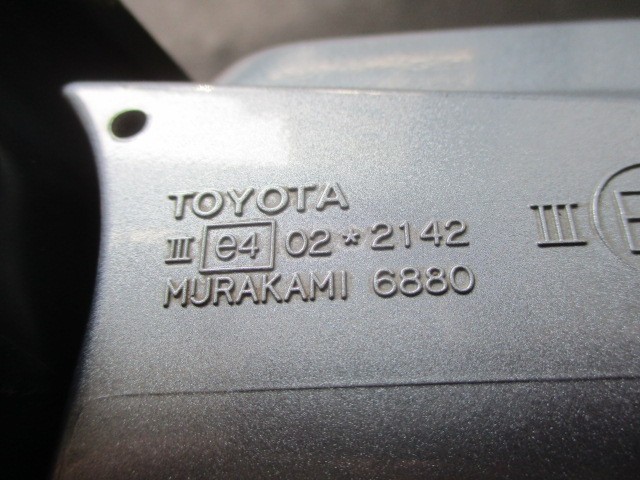 TOYOTA
III e4 02*2142 III E
MURAKAMI 6880